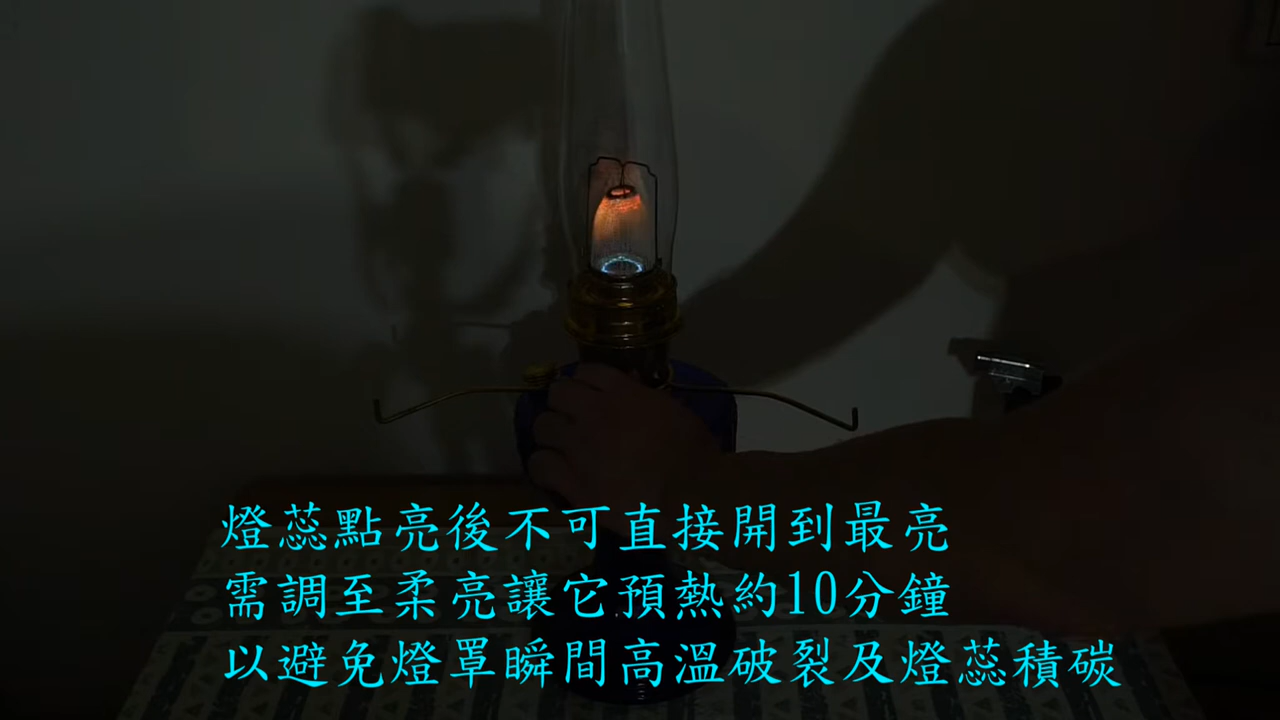 燈蕊點亮後不可直接開到最亮
需調至柔亮讓它預熱約10分鐘
以避免燈罩瞬間高溫破裂及燈蕊積碳